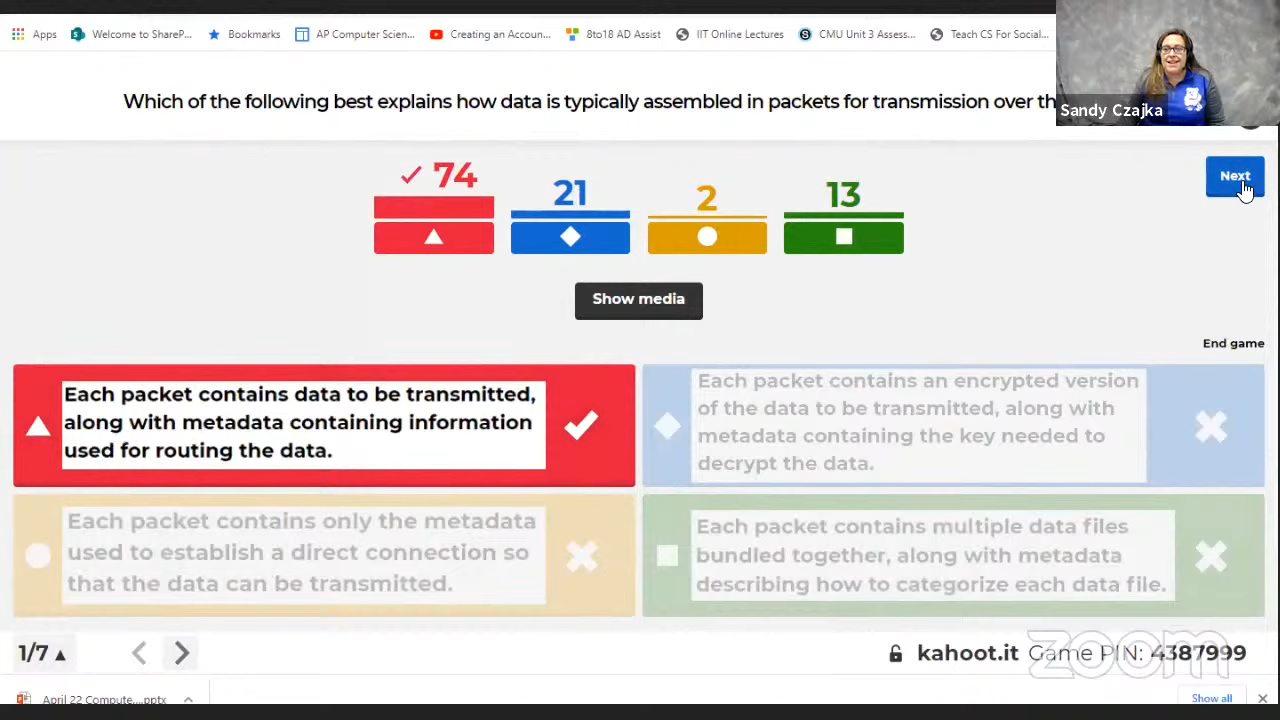 Apps
Welcome to ShareP...
Bookmarks
AP Computer Scien...
Creating an Accoun...
8to18 AD Assist
IIT Online Lectures
CMU Unit 3 Assess...
Teach CS For Social...
Which of the following best explains how data is typically assembled in packets for transmission over th
Sandy Czajka
74
21
2
13
Next
Show media
End game
Each packet contains data to be transmitted,
along with metadata containing information
used for routing the data.
Each packet contains an encrypted version
of the data to be transmitted, along with
metadata containing the key needed to
decrypt the data.
Each packet contains only the metadata
used to establish a direct connection so
that the data can be transmitted.
Each packet contains multiple data files
bundled together, along with metadata
describing how to categorize each data file.
1/7
kahoot.it Game PIN: 4387999
zoom
April 22 Compute....pptx
Show all